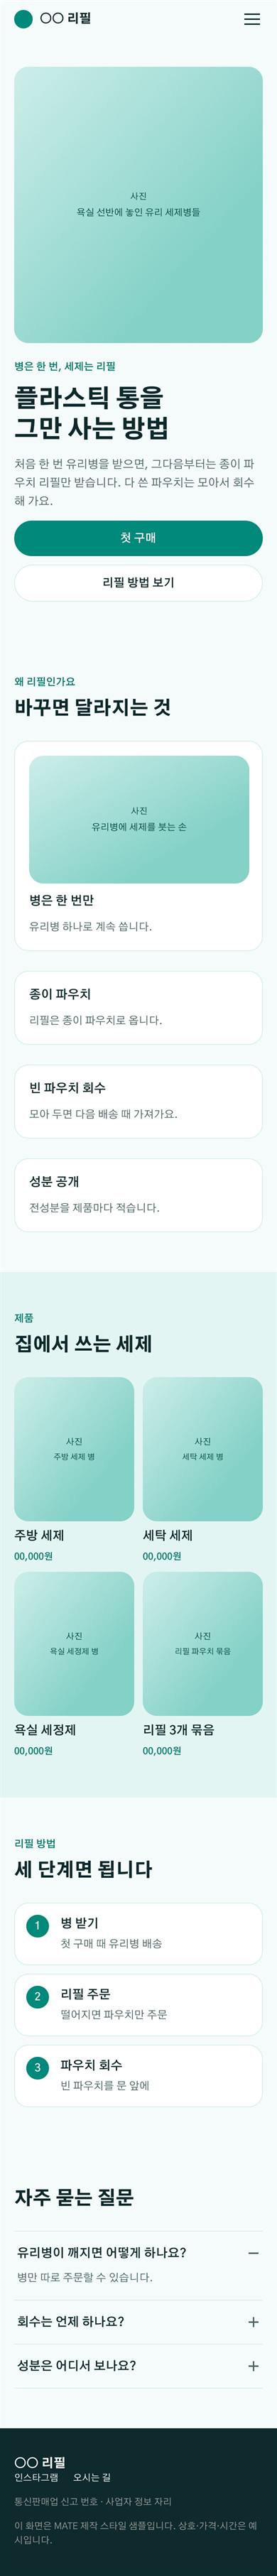 ○○ 리필
사진
욕실 선반에 놓인 유리 세제병들
병은 한 번, 세제는 리필
플라스틱 통을
그만 사는 방법
처음 한 번 유리병을 받으면, 그다음부터는 종이 파
우치 리필만 받습니다. 다 쓴 파우치는 모아서 회수
해 가요.
첫 구매
리필 방법 보기
왜 리필인가요
바꾸면 달라지는 것
사진
유리병에 세제를 붓는 손
병은 한 번만
유리병 하나로 계속 씁니다.
종이 파우치
리필은 종이 파우치로 옵니다.
빈 파우치 회수
모아 두면 다음 배송 때 가져가요.
성분 공개
전성분을 제품마다 적습니다.
제품
집에서 쓰는 세제
사진
주방 세제 병
주방 세제
00,000원
사진
세탁 세제 병
세탁 세제
00,000원
사진
욕실 세정제 병
욕실 세정제
00,000원
사진
리필 파우치 묶음
리필 3개 묶음
00,000원
리필 방법
세 단계면 됩니다
1
병 받기
첫 구매 때 유리병 배송
2
리필 주문
떨어지면 파우치만 주문
3
파우치 회수
빈 파우치를 문 앞에
자주 묻는 질문
유리병이 깨지면 어떻게 하나요?
병만 따로 주문할 수 있습니다.
회수는 언제 하나요?
성분은 어디서 보나요?
○○ 리필
인스타그램 오시는 길
통신판매업 신고 번호 · 사업자 정보 자리
이 화면은 MATE 제작 스타일 샘플입니다. 상호·가격·시간은 예
시입니다.